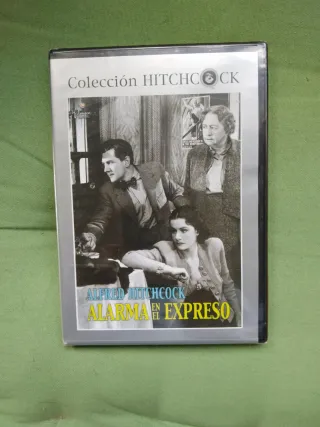 Colección HITCHCOCK
ALFRED HITCHCOCK
ALARMA EN EL EXPRESO